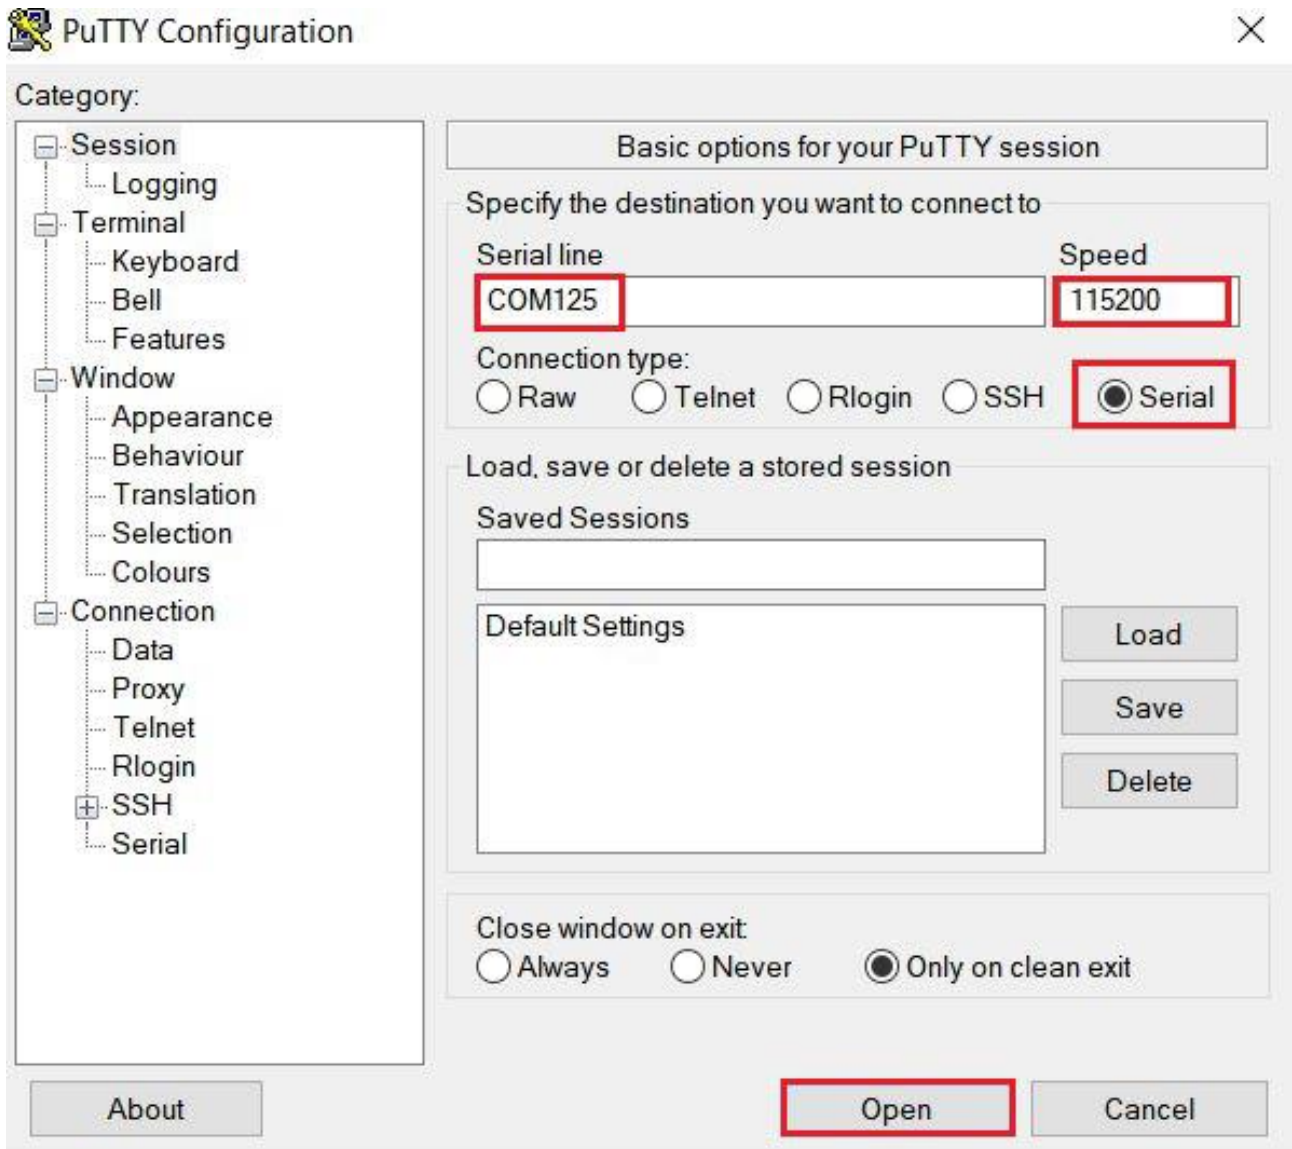 PuTTY Configuration
Category:
Session
Logging
Terminal
Keyboard
Bell
Features
Window
Appearance
Behaviour
Translation
Selection
Colours
Connection
Data
Proxy
Telnet
Rlogin
SSH
Serial
Basic options for your PuTTY session
Specify the destination you want to connect to
Serial line Speed
COM125 115200
Connection type:
Raw Telnet Rlogin SSH Serial
Load, save or delete a stored session
Saved Sessions
Default Settings
Load
Save
Delete
Close window on exit:
Always Never Only on clean exit
About Open Cancel